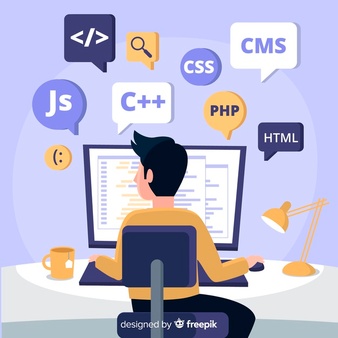 </>
CMS
CSS
Js
C++
PHP
HTML
(:
designed by freepik